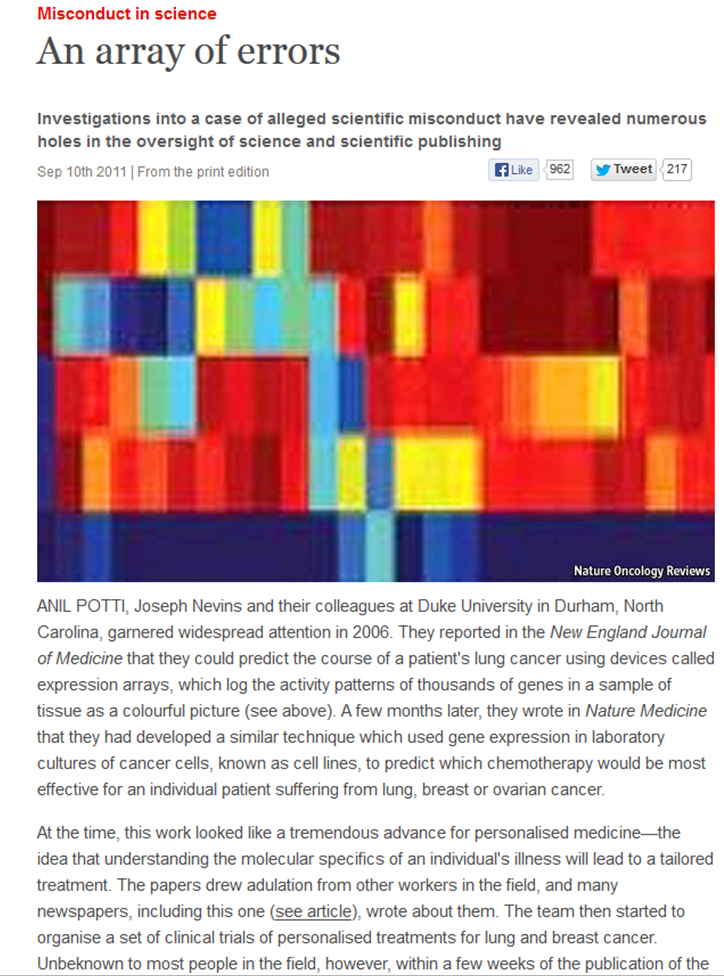 Misconduct in science
An array of errors
Investigations into a case of alleged scientific misconduct have revealed numerous
holes in the oversight of science and scientific publishing
Sep 10th 2011 | From the print edition
Like 962 Tweet 217
Nature Oncology Reviews
ANIL POTTI, Joseph Nevins and their colleagues at Duke University in Durham, North
Carolina, garnered widespread attention in 2006. They reported in the New England Journal
of Medicine that they could predict the course of a patient's lung cancer using devices called
expression arrays, which log the activity patterns of thousands of genes in a sample of
tissue as a colourful picture (see above). A few months later, they wrote in Nature Medicine
that they had developed a similar technique which used gene expression in laboratory
cultures of cancer cells, known as cell lines, to predict which chemotherapy would be most
effective for an individual patient suffering from lung, breast or ovarian cancer.
At the time, this work looked like a tremendous advance for personalised medicine—the
idea that understanding the molecular specifics of an individual's illness will lead to a tailored
treatment. The papers drew adulation from other workers in the field, and many
newspapers, including this one (see article), wrote about them. The team then started to
organise a set of clinical trials of personalised treatments for lung and breast cancer.
Unbeknown to most people in the field, however, within a few weeks of the publication of the